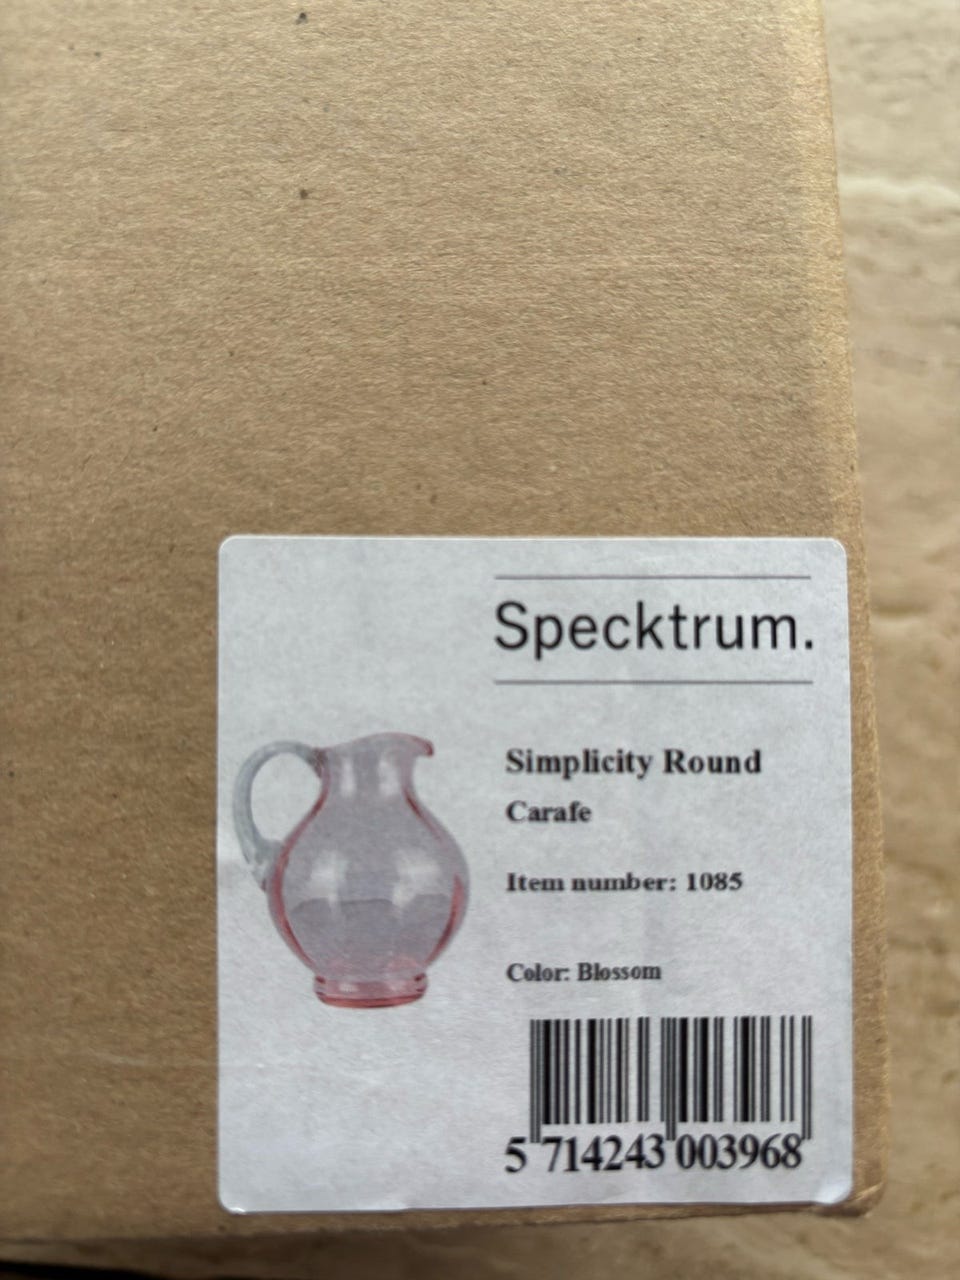 Specktrum.
Simplicity Round
Carafe
Item number: 1085
Color: Blossom
5 714243 003968